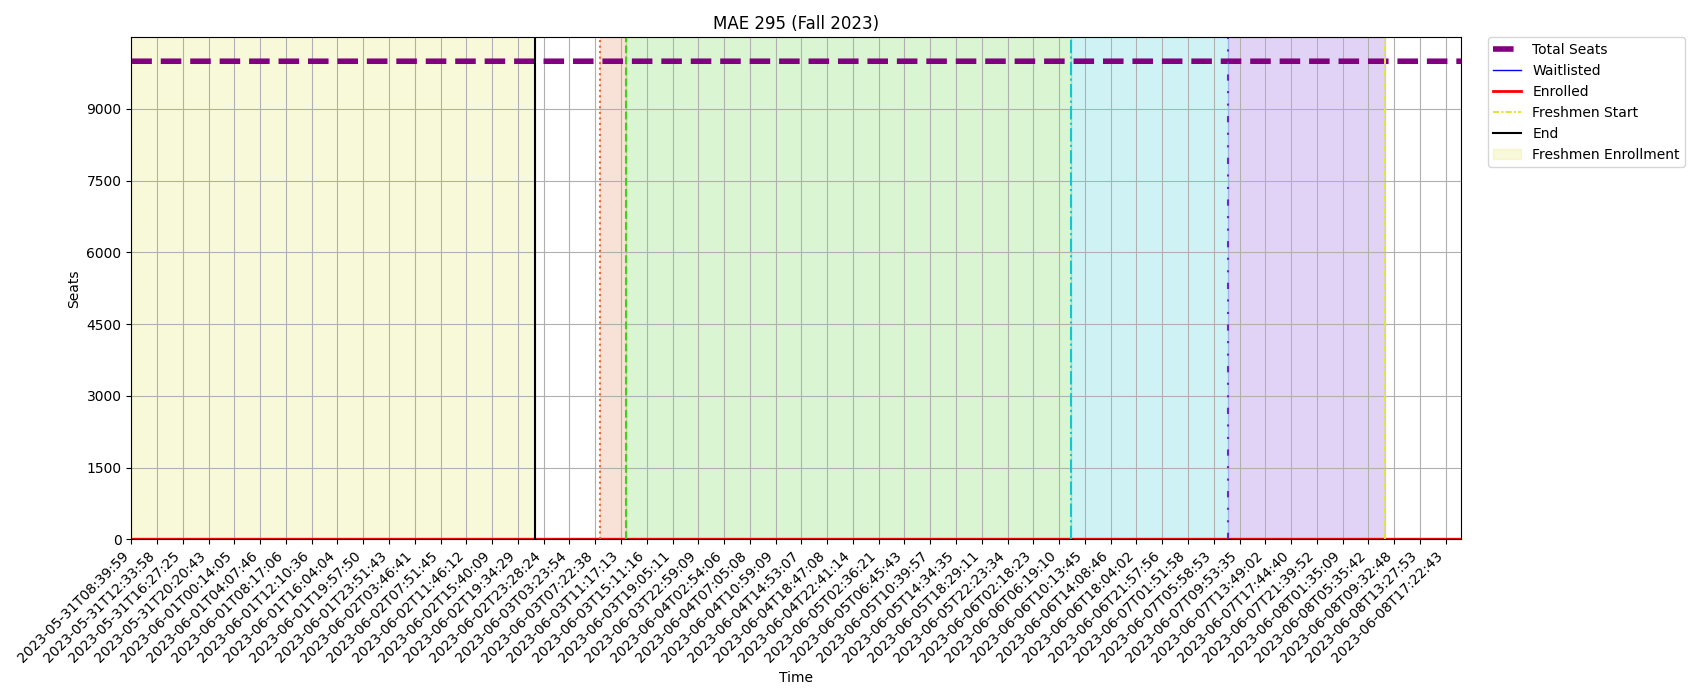 MAE 295 (Fall 2023)
Total Seats
Waitlisted
Enrolled
Freshmen Start
End
Freshmen Enrollment
Seats
9000
7500
6000
4500
3000
1500
0
2023-05-31T08:39:59
2023-05-31T12:33:58
2023-05-31T16:27:25
2023-05-31T20:20:43
2023-06-01T00:14:05
2023-06-01T04:07:46
2023-06-01T08:17:06
2023-06-01T12:10:36
2023-06-01T16:04:04
2023-06-01T19:57:50
2023-06-01T23:51:43
2023-06-02T03:46:41
2023-06-02T07:51:45
2023-06-02T11:46:12
2023-06-02T15:40:09
2023-06-02T19:34:29
2023-06-02T23:28:24
2023-06-03T03:23:54
2023-06-03T07:22:38
2023-06-03T11:17:13
2023-06-03T15:11:16
2023-06-03T19:05:11
2023-06-03T22:59:09
2023-06-04T02:54:06
2023-06-04T07:05:08
2023-06-04T10:59:09
2023-06-04T14:53:07
2023-06-04T18:47:08
2023-06-04T22:41:14
2023-06-05T02:36:21
2023-06-05T06:45:43
2023-06-05T10:39:57
2023-06-05T14:34:35
2023-06-05T18:29:11
2023-06-05T22:23:34
2023-06-06T02:18:23
2023-06-06T06:19:10
2023-06-06T10:13:45
2023-06-06T14:08:46
2023-06-06T18:04:02
2023-06-06T21:57:56
2023-06-07T01:51:58
2023-06-07T05:58:53
2023-06-07T09:53:35
2023-06-07T13:49:02
2023-06-07T17:44:40
2023-06-07T21:39:52
2023-06-08T01:35:09
2023-06-08T05:35:42
2023-06-08T09:32:48
2023-06-08T13:27:53
2023-06-08T17:22:43
Time